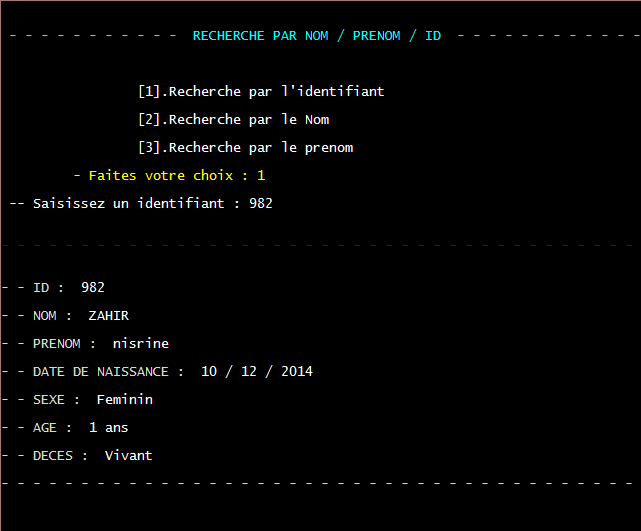 - - - - - - - - - - - RECHERCHE PAR NOM / PRENOM / ID - - - - - - - - - - - -
[1].Recherche par l'identifiant
[2].Recherche par le Nom
[3].Recherche par le prenom
- Faites votre choix : 1
-- Saisissez un identifiant : 982
- - - - - - - - - - - - - - - - - - - - - - - - - - - - - - - - - - - - - - - -
- - ID : 982
- - NOM : ZAHIR
- - PRENOM : nisrine
- - DATE DE NAISSANCE : 10 / 12 / 2014
- - SEXE : Feminin
- - AGE : 1 ans
- - DECES : Vivant
- - - - - - - - - - - - - - - - - - - - - - - - - - - - - - - - - - - - - - - -